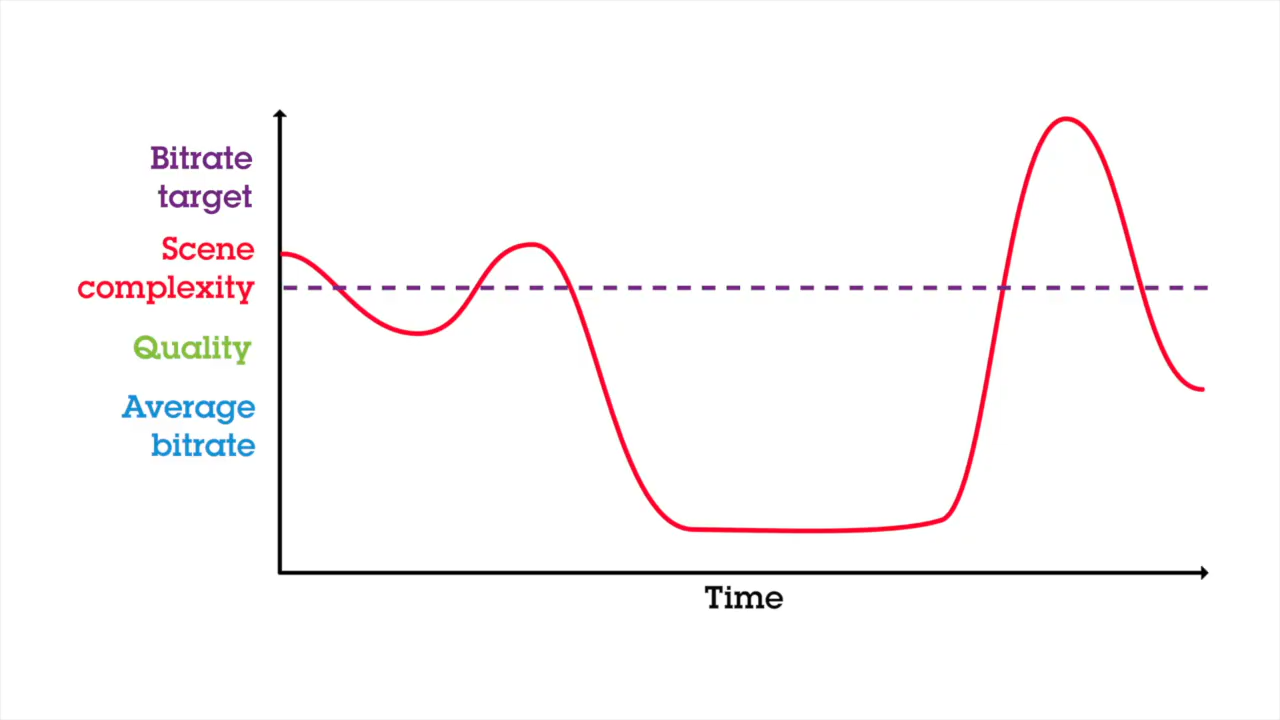 Bitrate
target
Scene
complexity
Quality
Average
bitrate
Time